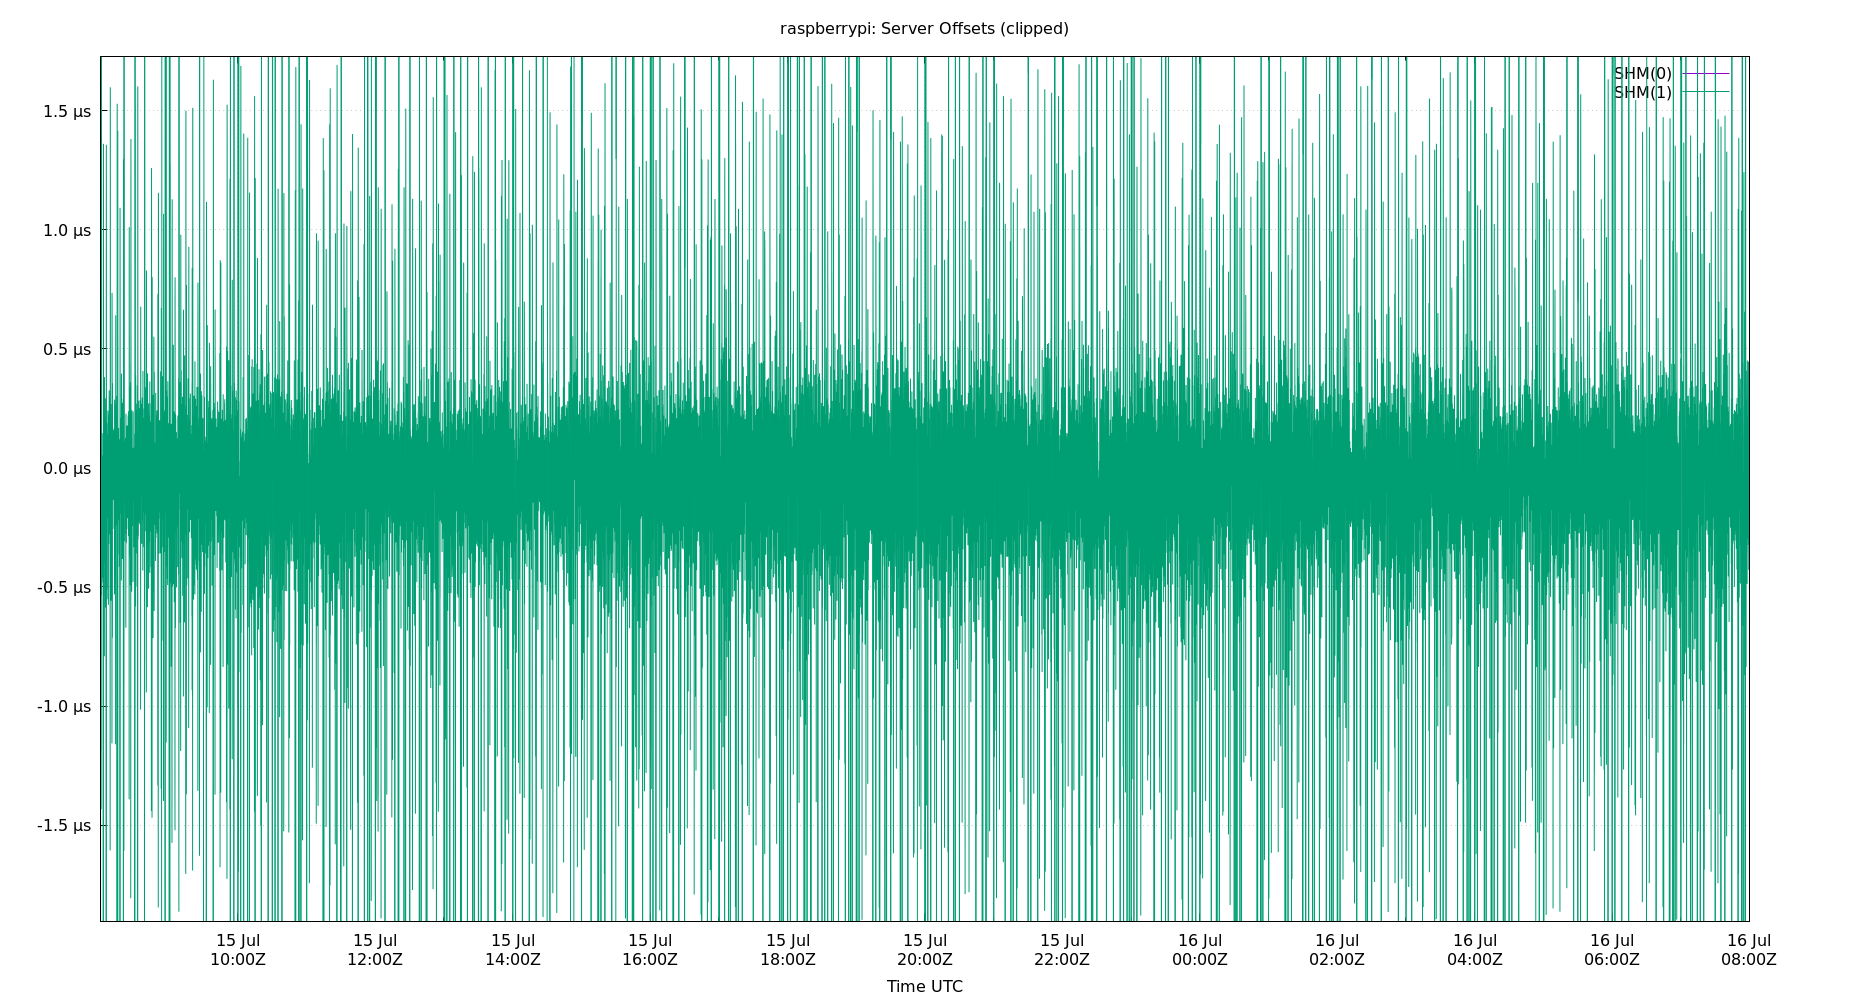 raspberrypi: Server Offsets (clipped)
SHM(0)
SHM(1)
1.5 µs
1.0 µs
0.5 µs
0.0 µs
-0.5 µs
-1.0 µs
-1.5 µs
15 Jul 15 Jul 15 Jul 15 Jul 15 Jul 15 Jul 15 Jul 16 Jul 16 Jul 16 Jul 16 Jul 16 Jul
10:00Z 12:00Z 14:00Z 16:00Z 18:00Z 20:00Z 22:00Z 00:00Z 02:00Z 04:00Z 06:00Z 08:00Z
Time UTC